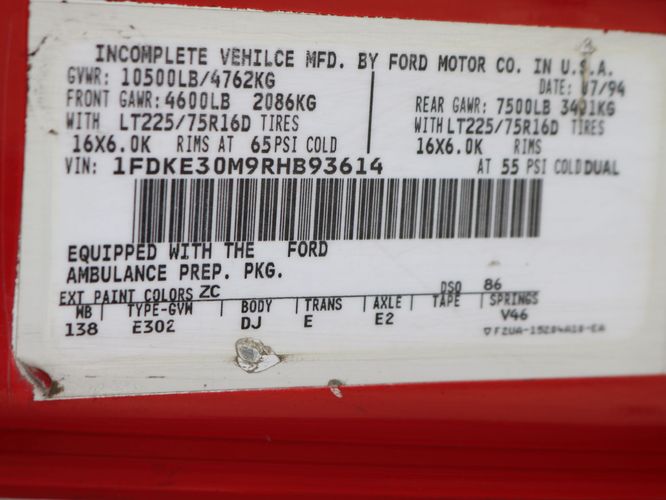 INCOMPLETE VEHILCE MFD. BY FORD MOTOR CO. IN U.S.A.
GVWR: 10500LB/4762KG DATE: 07/94
FRONT GAWR: 4600LB 2086KG REAR GAWR: 7500LB 3401KG
WITH LT225/75R16D TIRES WITH LT225/75R16D TIRES
16X6.0K RIMS AT 65 PSI COLD 16X6.0K RIMS
VIN: 1FDKE30M9RHB93614 AT 55 PSI COLD DUAL
EQUIPPED WITH THE FORD
AMBULANCE PREP. PKG.
EXT PAINT COLORS ZC DSO 86
WB TYPE-GVW BODY TRANS AXLE TAPE SPRINGS
138 E302 DJ E E2 V46